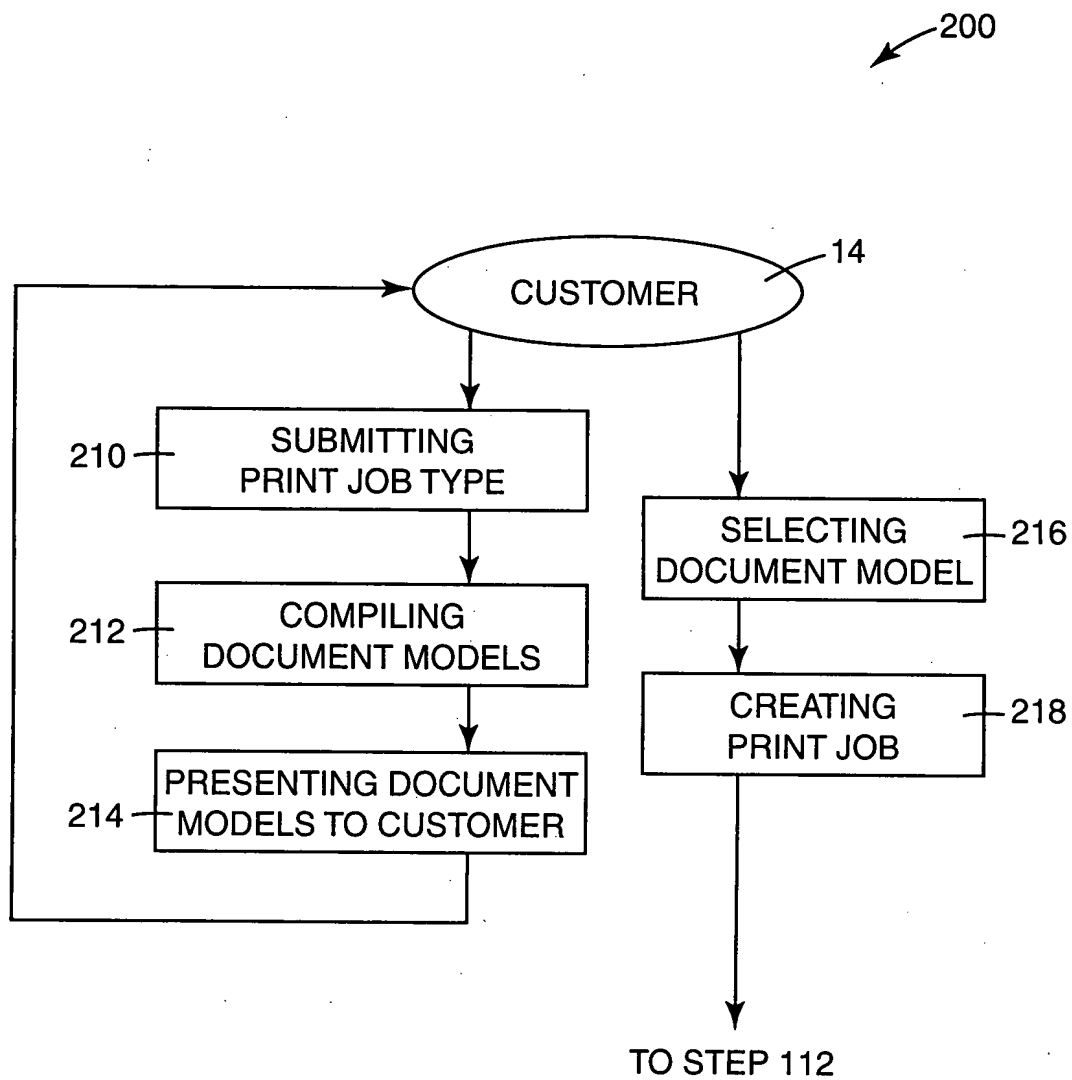 200
14
CUSTOMER
210
SUBMITTING
PRINT JOB TYPE
212
COMPILING
DOCUMENT MODELS
214
PRESENTING DOCUMENT
MODELS TO CUSTOMER
216
SELECTING
DOCUMENT MODEL
218
CREATING
PRINT JOB
TO STEP 112